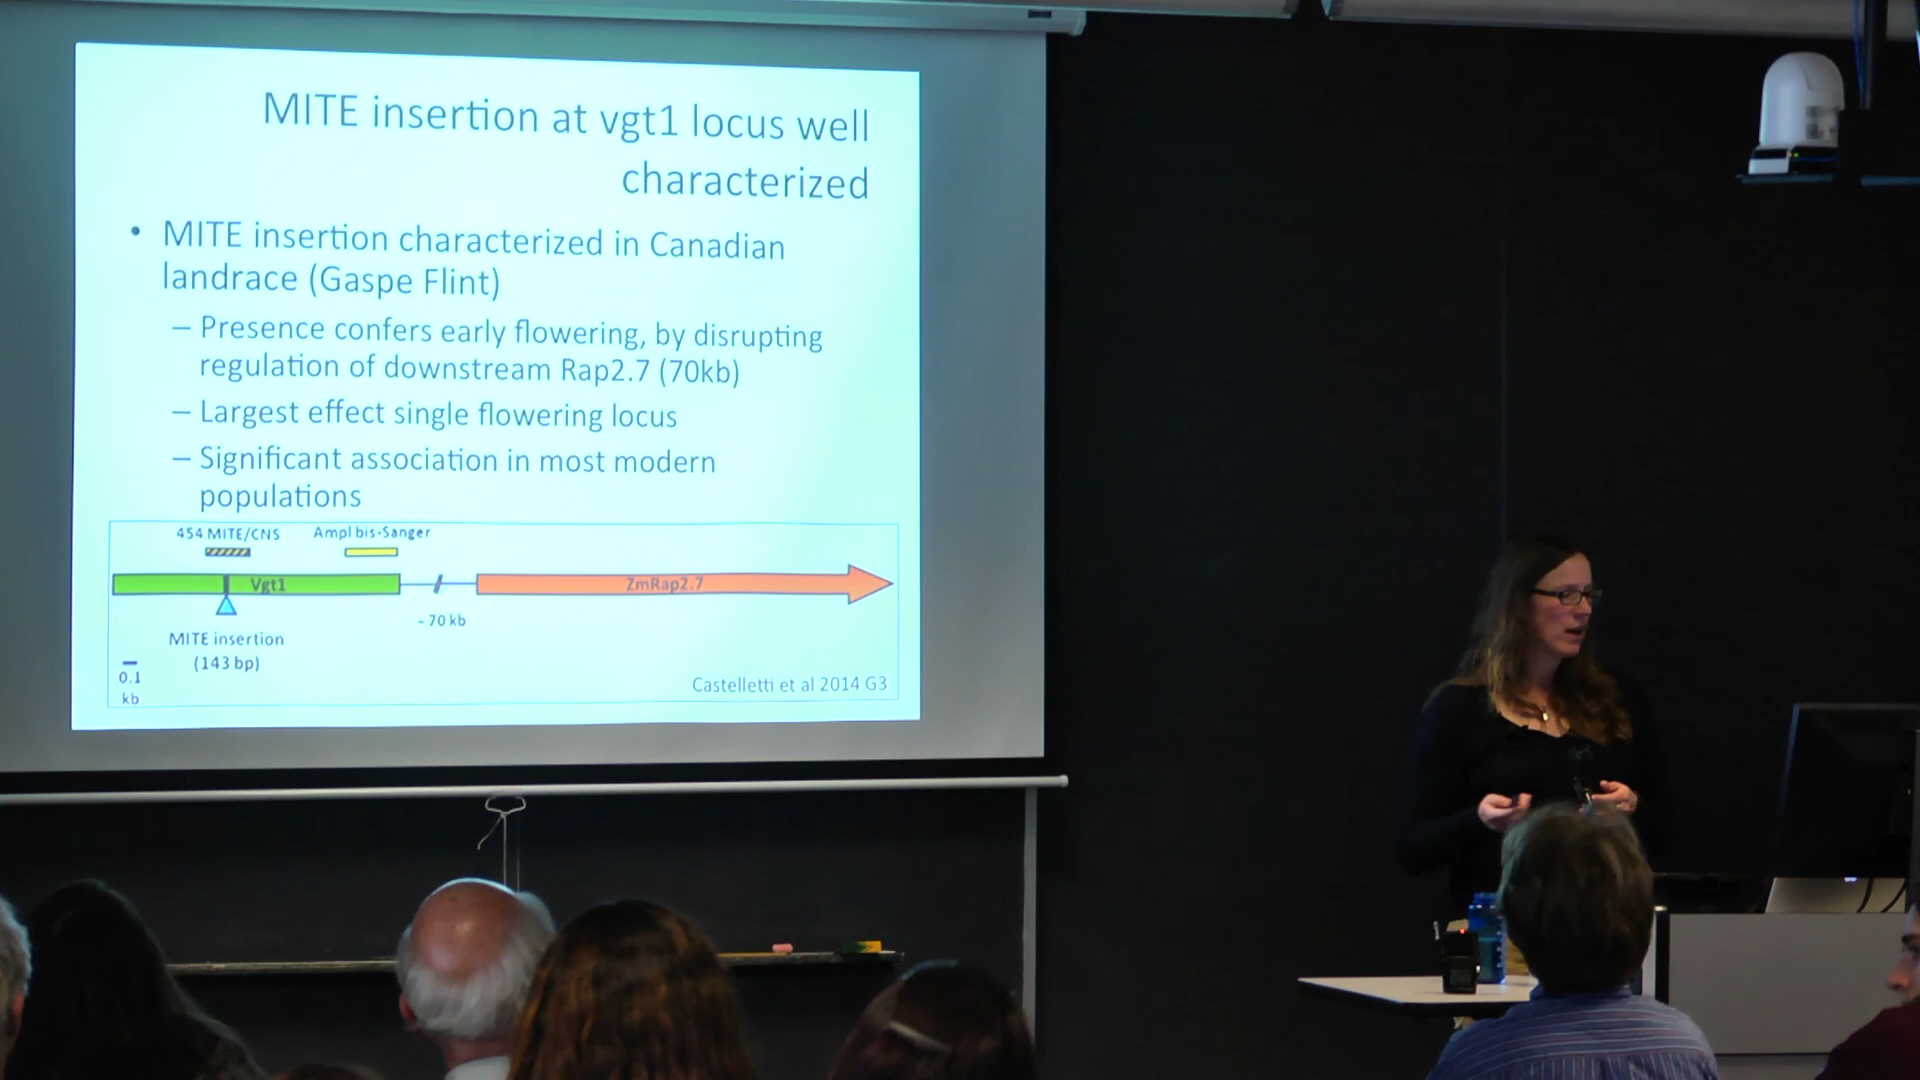 MITE insertion at vgt1 locus well
characterized
• MITE insertion characterized in Canadian
landrace (Gaspe Flint)
– Presence confers early flowering, by disrupting
regulation of downstream Rap2.7 (70kb)
– Largest effect single flowering locus
– Significant association in most modern
populations
454 MITE/CNS Ampl bis-Sanger
Vgt1 ZmRap2.7
~ 70 kb
MITE insertion
(143 bp)
0.1
kb
Castelletti et al 2014 G3